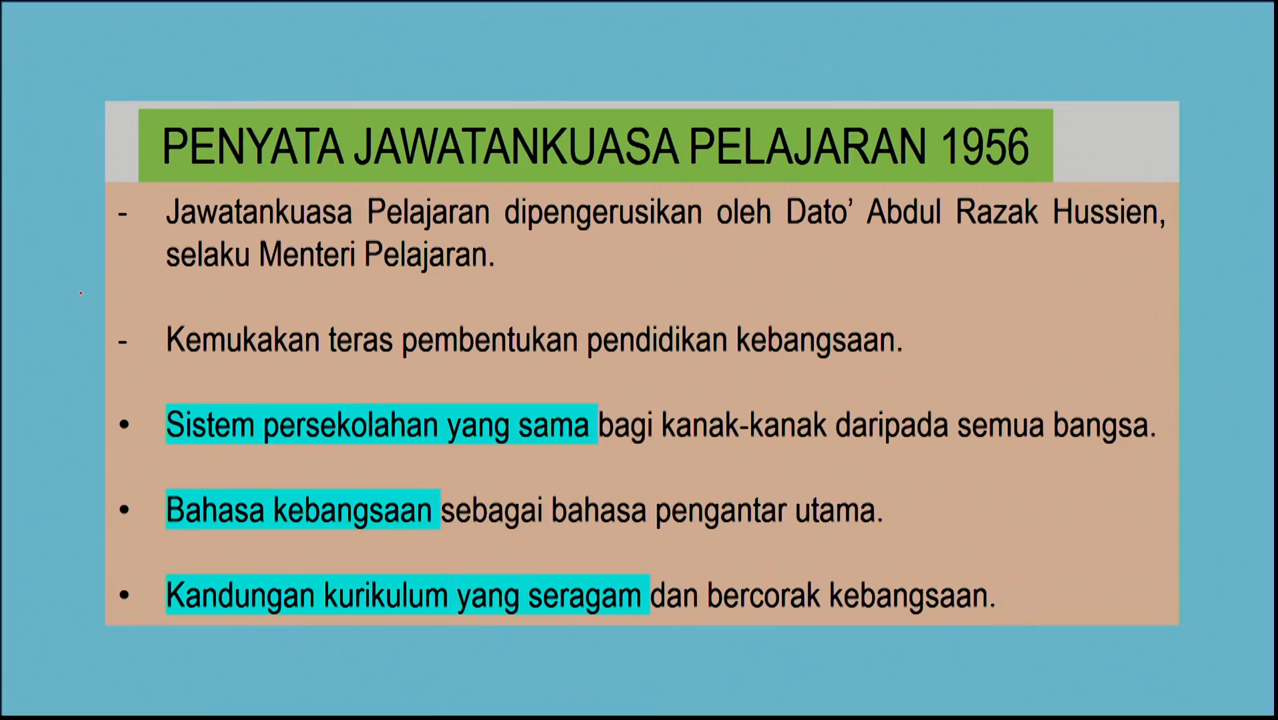 PENYATA JAWATANKUASA PELAJARAN 1956
- Jawatankuasa Pelajaran dipengerusikan oleh Dato’ Abdul Razak Hussien,
selaku Menteri Pelajaran.
- Kemukakan teras pembentukan pendidikan kebangsaan.
• Sistem persekolahan yang sama bagi kanak-kanak daripada semua bangsa.
• Bahasa kebangsaan sebagai bahasa pengantar utama.
• Kandungan kurikulum yang seragam dan bercorak kebangsaan.